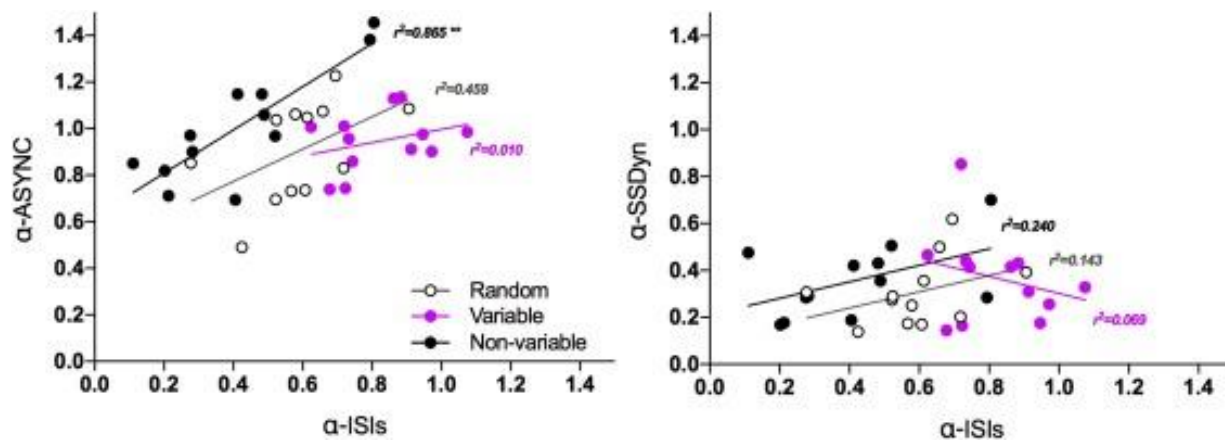 α-ASYNC
1.4
1.2
1.0
0.8
0.6
0.4
0.2
0.0
r²=0.865 **
r²=0.459
r²=0.010
Random
Variable
Non-variable
0.0 0.2 0.4 0.6 0.8 1.0 1.2 1.4
α-ISIs
α-SSDyn
1.4
1.2
1.0
0.8
0.6
0.4
0.2
0.0
r²=0.240
r²=0.143
r²=0.069
0.0 0.2 0.4 0.6 0.8 1.0 1.2 1.4
α-ISIs